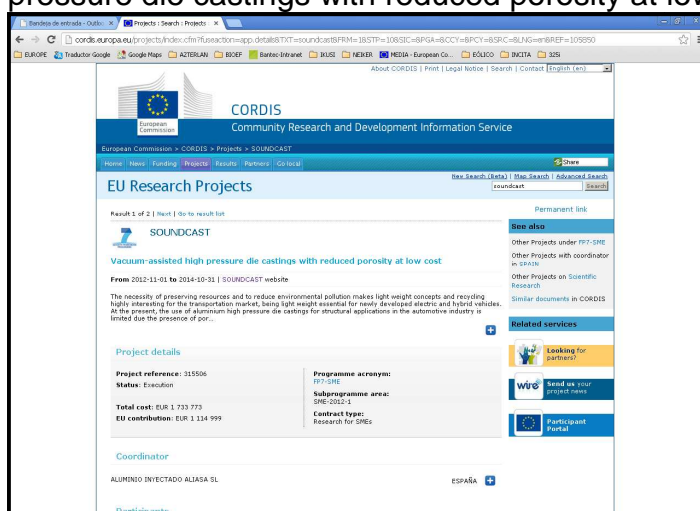 pressure die castings with reduced porosity at low
Bandeja de entrada - Outlo
Projects : Search : Projects :
cordis.europa.eu/projects/index.cfm?fuseaction=app.details&TXT=soundcast&FRM=1&STP=10&SIC=&PGA=&CCY=&PCY=&SRC=&LNG=en&REF=105850
EUROPE Traductor Google Google Maps AZTERLAN BIOEF Bantec-Intranet IKUSI NEIKER MEDIA - European Co... EÓLICO INCITA 325i
About CORDIS | Print | Legal Notice | Search | Contact English (en)
European
Commission
CORDIS
Community Research and Development Information Service
European Commission > CORDIS > Projects > SOUNDCAST
Home News Funding Projects Results Partners Go local
Share
New Search (Beta) | Map Search | Advanced Search
EU Research Projects
soundcast Search
Result 1 of 2 | Next | Go to result list
Permanent link
SOUNDCAST
Vacuum-assisted high pressure die castings with reduced porosity at low cost
From 2012-11-01 to 2014-10-31 | SOUNDCAST website
The necessity of preserving resources and to reduce environmental pollution makes light weight concepts and recycling
highly interesting for the transportation market, being light weight essential for newly developed electric and hybrid vehicles.
At the present, the use of aluminium high pressure die castings for structural applications in the automotive industry is
limited due the presence of por...
See also
Other Projects under FP7-SME
Other Projects with coordinator
in SPAIN
Other Projects on Scientific
Research
Similar documents in CORDIS
Related services
Looking for
partners?
wire
Send us your
project news
Participant
Portal
Project details
Project reference: 315506
Status: Execution
Total cost: EUR 1 733 773
EU contribution: EUR 1 114 999
Programme acronym:
FP7-SME
Subprogramme area:
SME-2012-1
Contract type:
Research for SMEs
Coordinator
ALUMINIO INYECTADO ALIASA SL
ESPAÑA
Participants